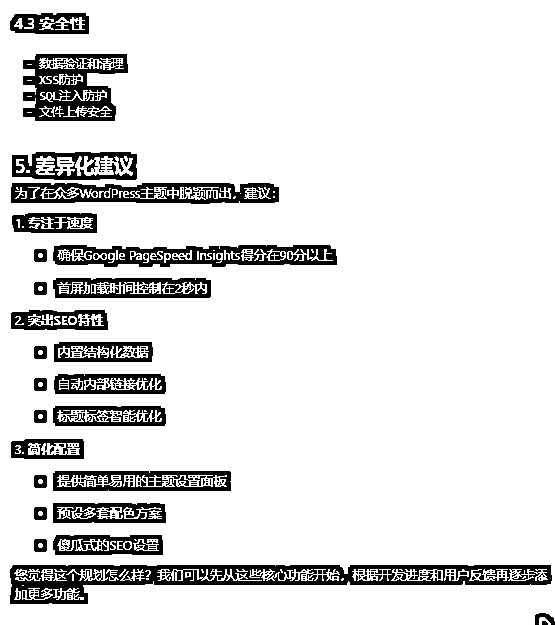 4.3 安全性
– 数据验证和清理
– XSS防护
– SQL注入防护
– 文件上传安全
5. 差异化建议
为了在众多WordPress主题中脱颖而出，建议：
1. 专注于速度
• 确保Google PageSpeed Insights得分在90分以上
• 首屏加载时间控制在2秒内
2. 突出SEO特性
• 内置结构化数据
• 自动内部链接优化
• 标题标签智能优化
3. 简化配置
• 提供简单易用的主题设置面板
• 预设多套配色方案
• 傻瓜式的SEO设置
您觉得这个规划怎么样？我们可以先从这些核心功能开始，根据开发进度和用户反馈再逐步添
加更多功能。